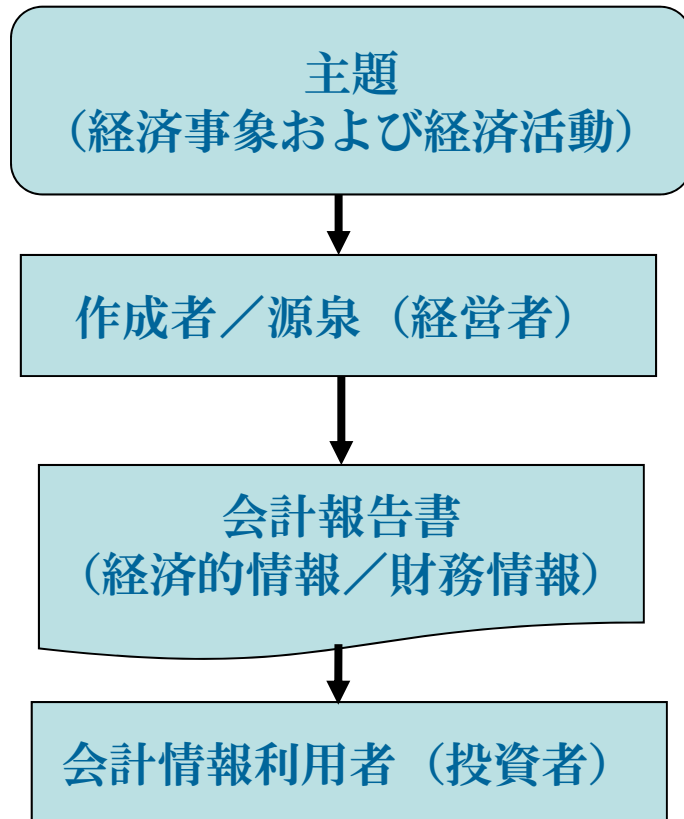 主題
（経済事象および経済活動）
作成者／源泉（経営者）
会計報告書
（経済的情報／財務情報）
会計情報利用者（投資者）